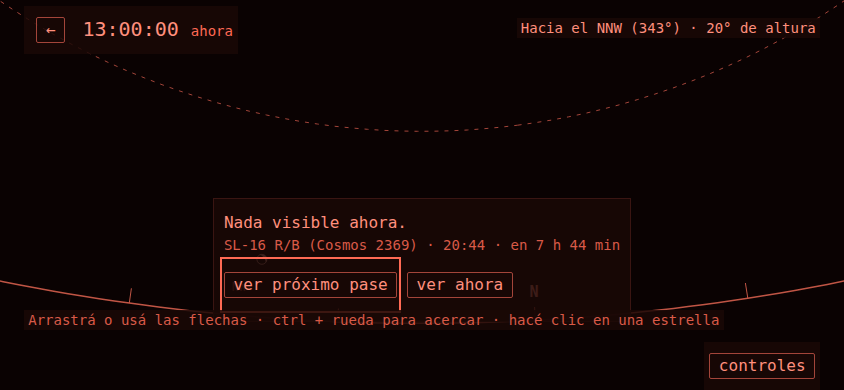 ← 13:00:00 ahora
Hacia el NNW (343°) · 20° de altura
Nada visible ahora.
SL-16 R/B (Cosmos 2369) · 20:44 · en 7 h 44 min
ver próximo pase ver ahora
N
Arrastrá o usá las flechas · ctrl + rueda para acercar · hacé clic en una estrella
controles